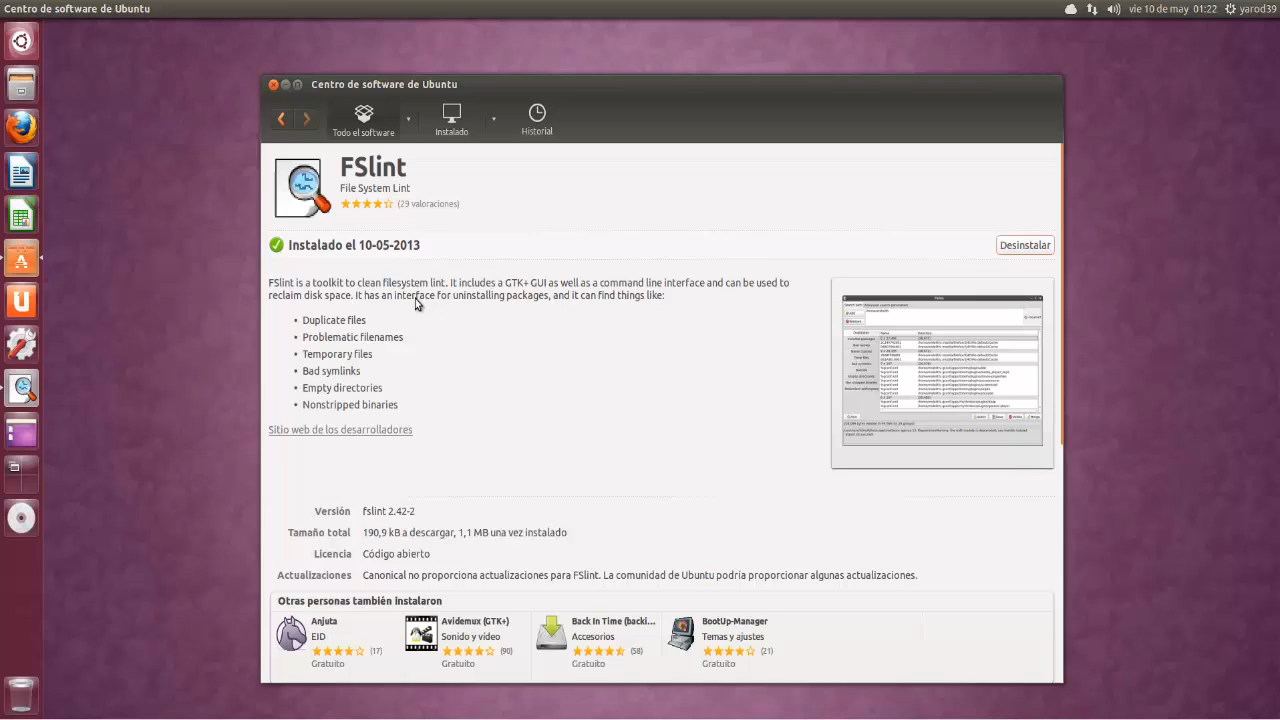 Centro de software de Ubuntu
vie 10 de may 01:22
yarod39
Centro de software de Ubuntu
Todo el software
Instalado
Historial
FSlint
File System Lint
(29 valoraciones)
Instalado el 10-05-2013
Desinstalar
FSlint is a toolkit to clean filesystem lint. It includes a GTK+ GUI as well as a command line interface and can be used to
reclaim disk space. It has an interface for uninstalling packages, and it can find things like:
• Duplicate files
• Problematic filenames
• Temporary files
• Bad symlinks
• Empty directories
• Nonstripped binaries
Sitio web de los desarrolladores
Versión fslint 2.42-2
Tamaño total 190,9 kB a descargar, 1,1 MB una vez instalado
Licencia Código abierto
Actualizaciones Canonical no proporciona actualizaciones para FSlint. La comunidad de Ubuntu podría proporcionar algunas actualizaciones.
Otras personas también instalaron
Anjuta
EID
(17)
Gratuito
Avidemux (GTK+)
Sonido y vídeo
(90)
Gratuito
Back In Time (backi...
Accesorios
(58)
Gratuito
BootUp-Manager
Temas y ajustes
(21)
Gratuito